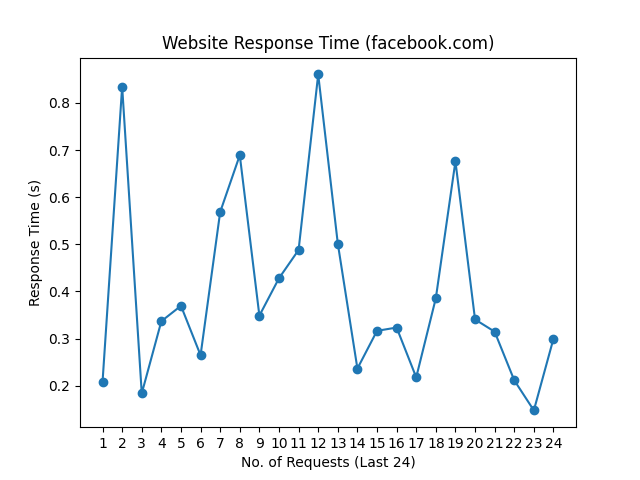 Website Response Time (facebook.com)
Response Time (s)
0.8
0.7
0.6
0.5
0.4
0.3
0.2
1 2 3 4 5 6 7 8 9 10 11 12 13 14 15 16 17 18 19 20 21 22 23 24
No. of Requests (Last 24)